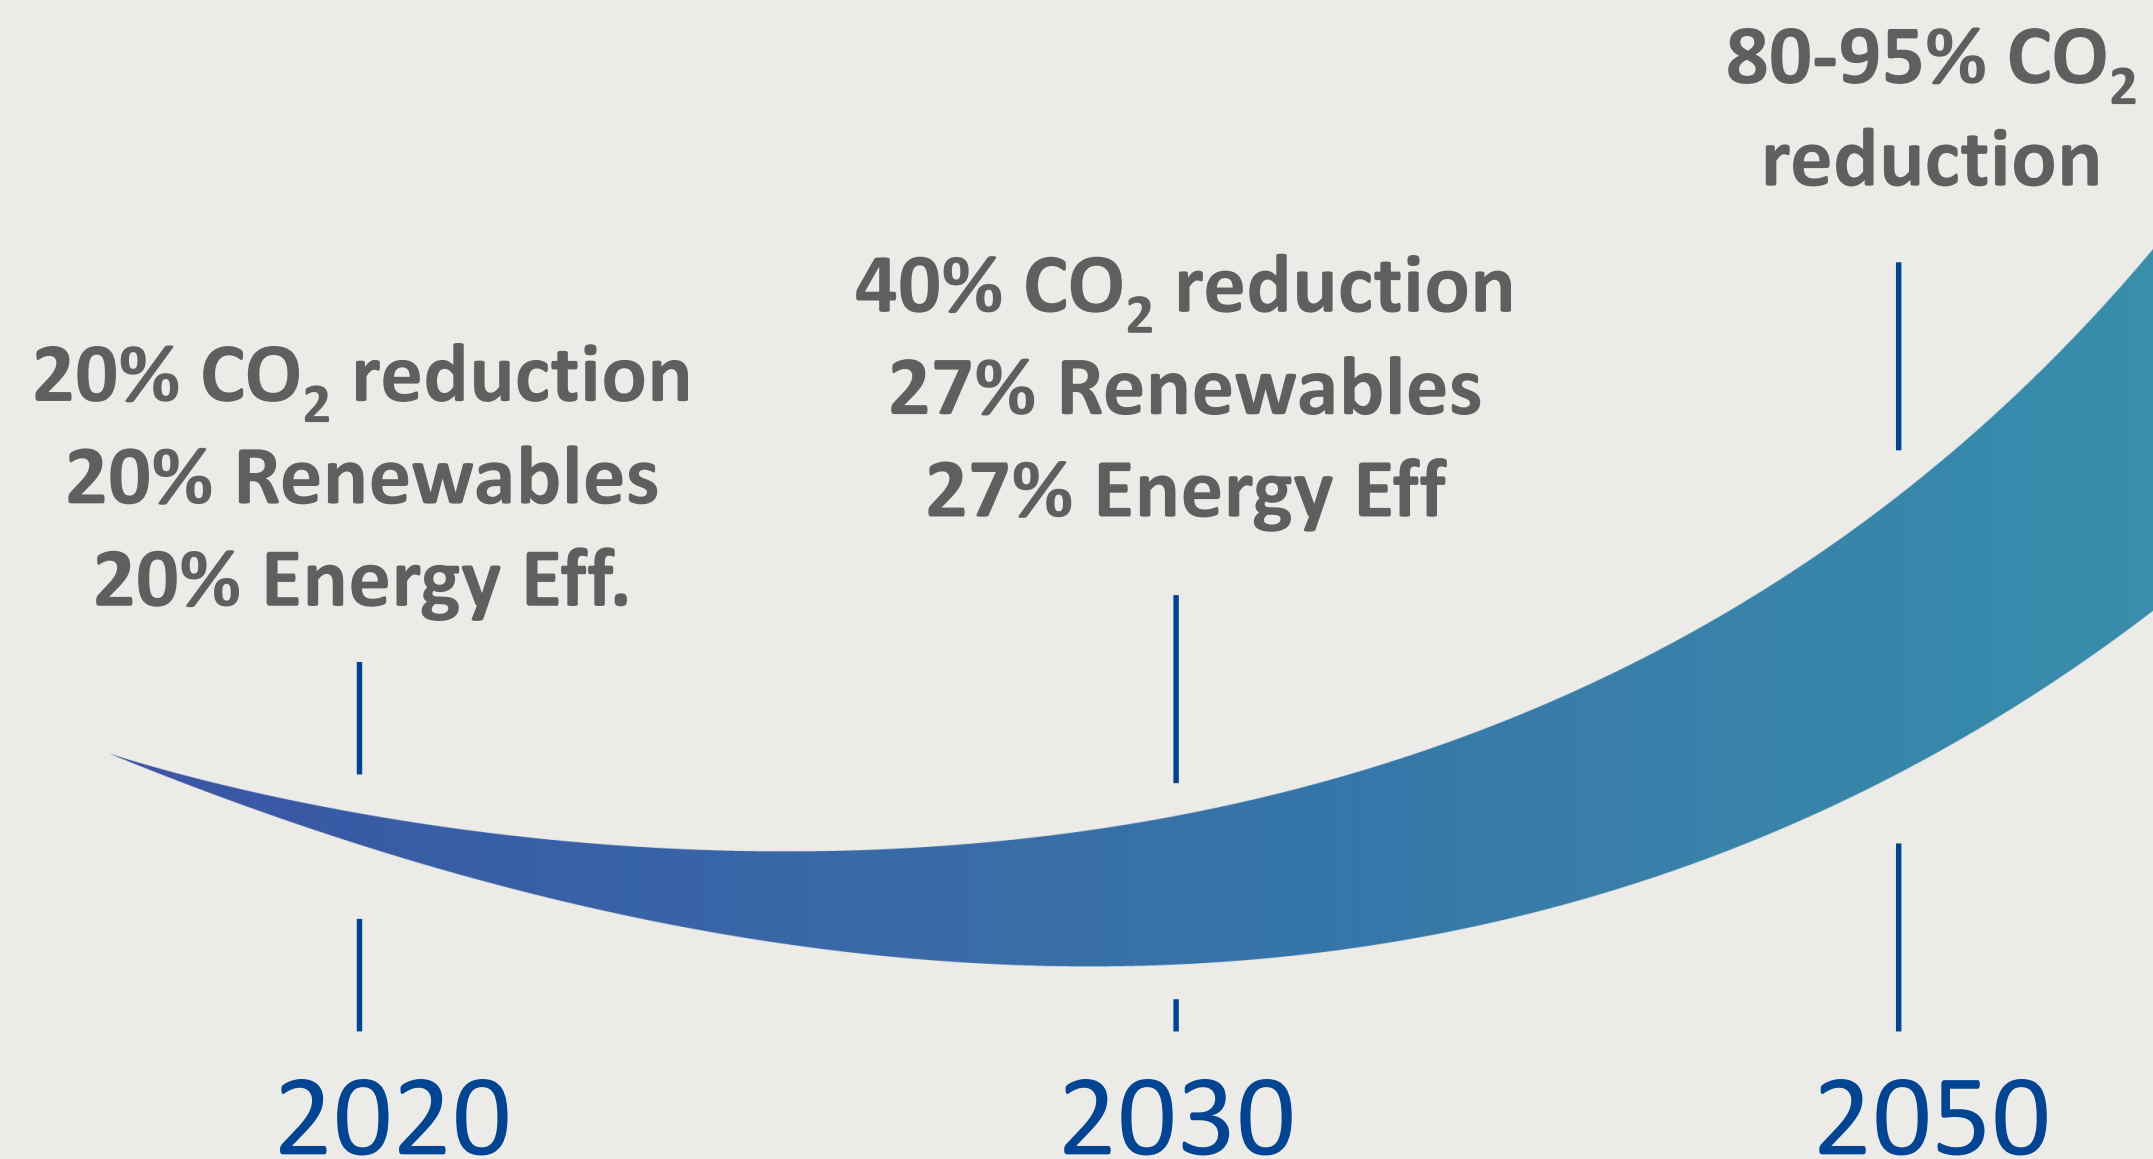 20% CO₂ reduction
20% Renewables
20% Energy Eff.
40% CO₂ reduction
27% Renewables
27% Energy Eff
80-95% CO₂
reduction
2020
2030
2050